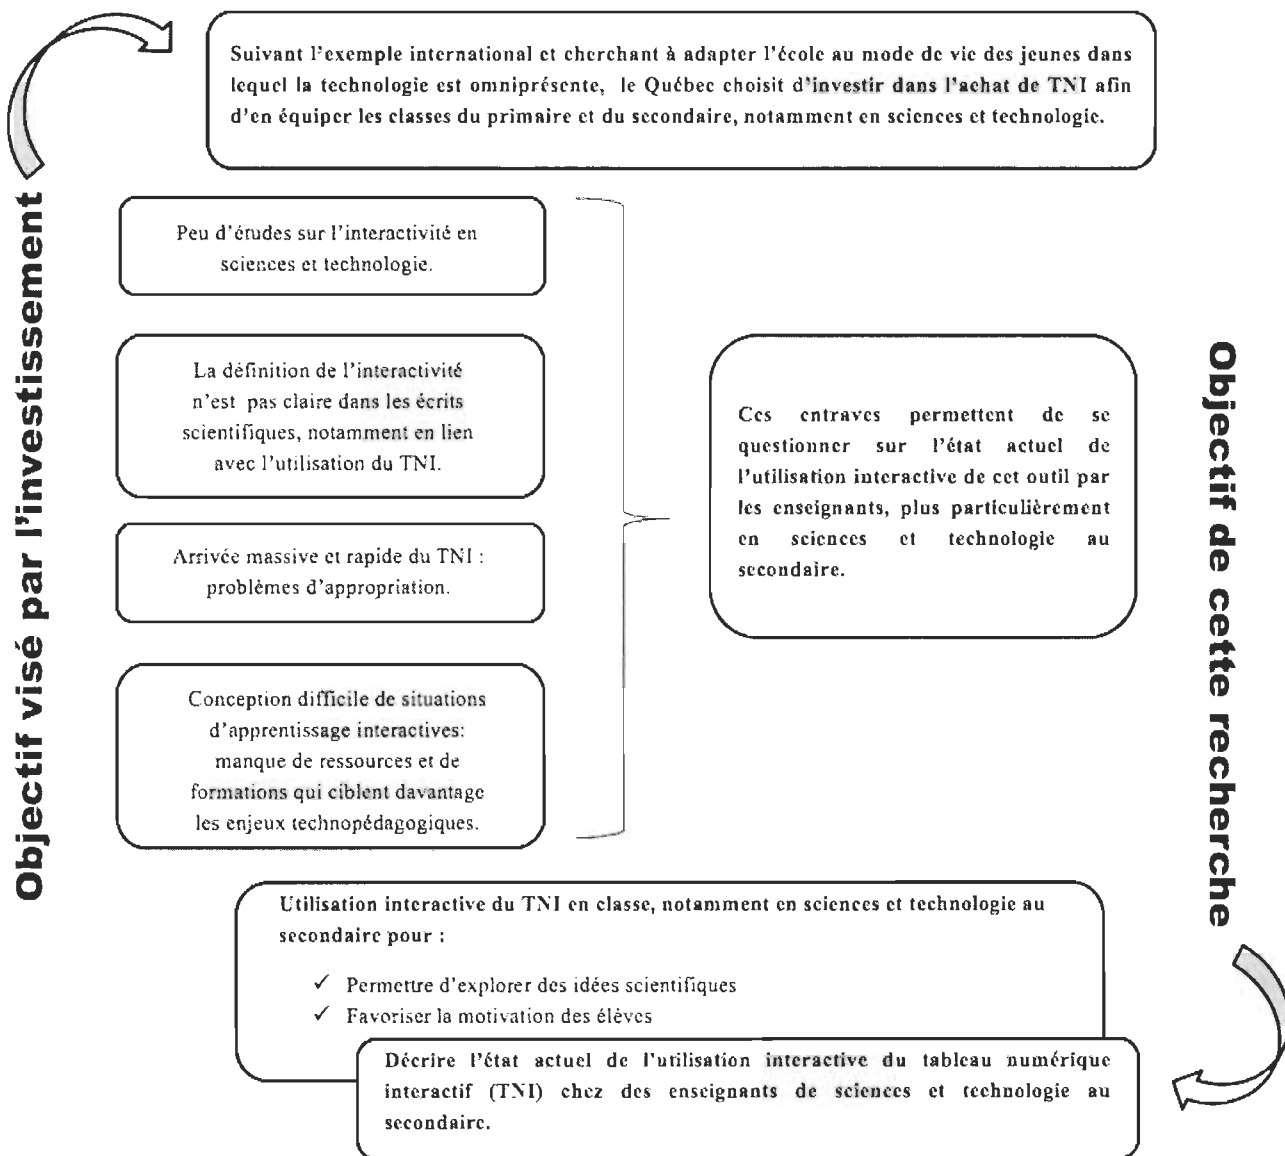 Suivant l'exemple international et cherchant à adapter l'école au mode de vie des jeunes dans
lequel la technologie est omniprésente, le Québec choisit d'investir dans l'achat de TNI afin
d'en équiper les classes du primaire et du secondaire, notamment en sciences et technologie.
Objectif visé par l'investissement
Peu d'études sur l'interactivité en
sciences et technologie.
La définition de l'interactivité
n'est pas claire dans les écrits
scientifiques, notamment en lien
avec l'utilisation du TNI.
Arrivée massive et rapide du TNI :
problèmes d'appropriation.
Conception difficile de situations
d'apprentissage interactives:
manque de ressources et de
formations qui ciblent davantage
les enjeux technopédagogiques.
Ces entraves permettent de se
questionner sur l'état actuel de
l'utilisation interactive de cet outil par
les enseignants, plus particulièrement
en sciences et technologie au
secondaire.
Objectif de cette recherche
Utilisation interactive du TNI en classe, notamment en sciences et technologie au
secondaire pour :
✓ Permettre d'explorer des idées scientifiques
✓ Favoriser la motivation des élèves
Décrire l'état actuel de l'utilisation interactive du tableau numérique
interactif (TNI) chez des enseignants de sciences et technologie au
secondaire.